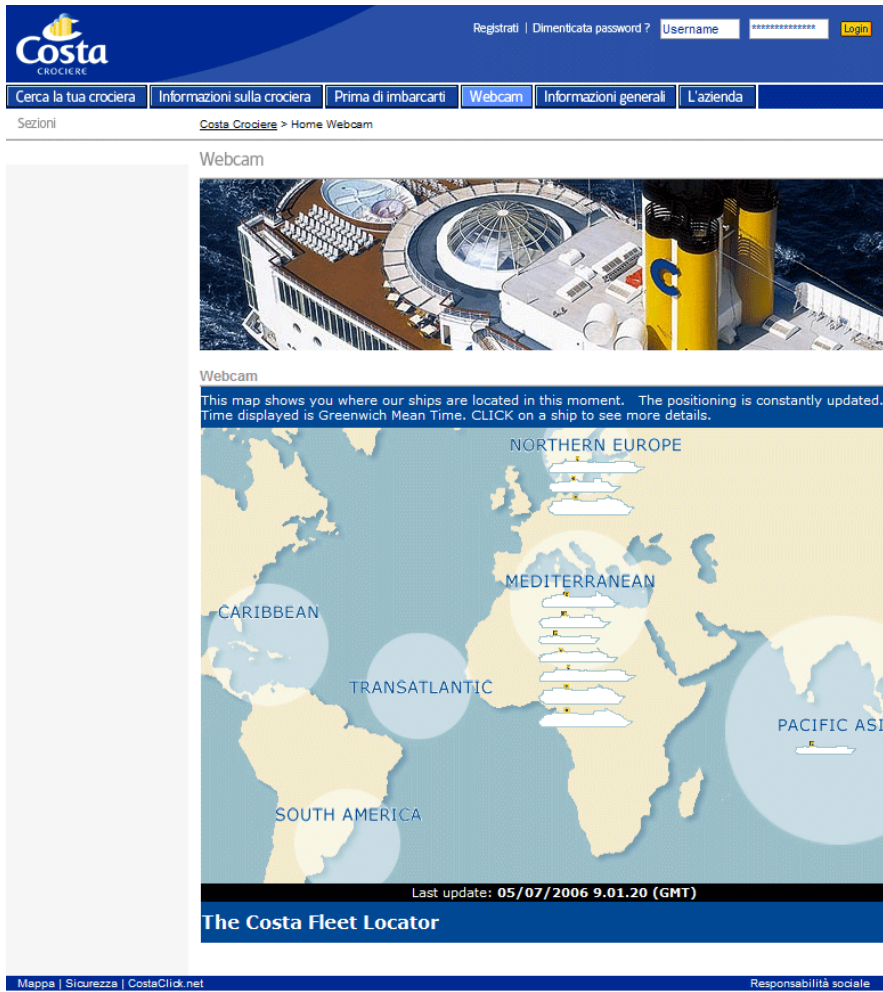 Costa
CROCIERE
Registrati | Dimenticata password ? Username ************** Login
Cerca la tua crociera Informazioni sulla crociera Prima di imbarcarti Webcam Informazioni generali L'azienda
Sezioni
Costa Crociere > Home Webcam
Webcam
C
Webcam
This map shows you where our ships are located in this moment. The positioning is constantly updated.
Time displayed is Greenwich Mean Time. CLICK on a ship to see more details.
NORTHERN EUROPE
MEDITERRANEAN
CARIBBEAN
TRANSATLANTIC
PACIFIC ASI
SOUTH AMERICA
Last update: 05/07/2006 9.01.20 (GMT)
The Costa Fleet Locator
Mappa | Sicurezza | CostaClick.net Responsabilità sociale